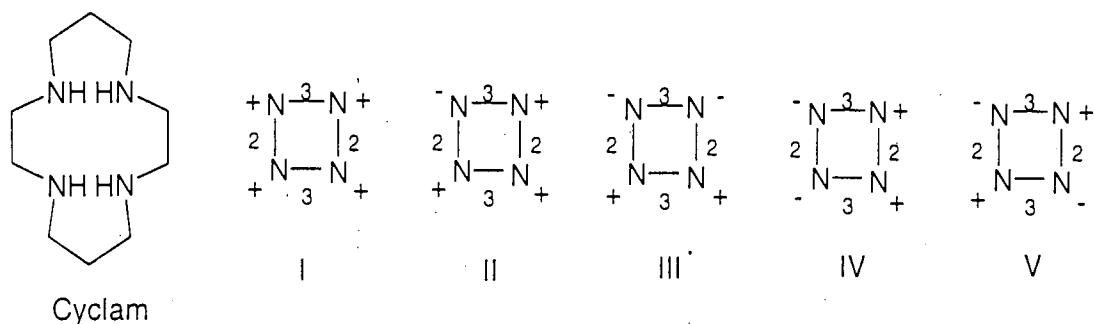 NH HN
NH HN
Cyclam
+ N 3 N +
2 2
+ N 3 N +
I
- N 3 N +
2 2
+ N 3 N +
II
- N 3 N -
2 2
+ N 3 N +
III
- N 3 N +
2 2
- N 3 N +
IV
- N 3 N +
2 2
+ N 3 N -
V